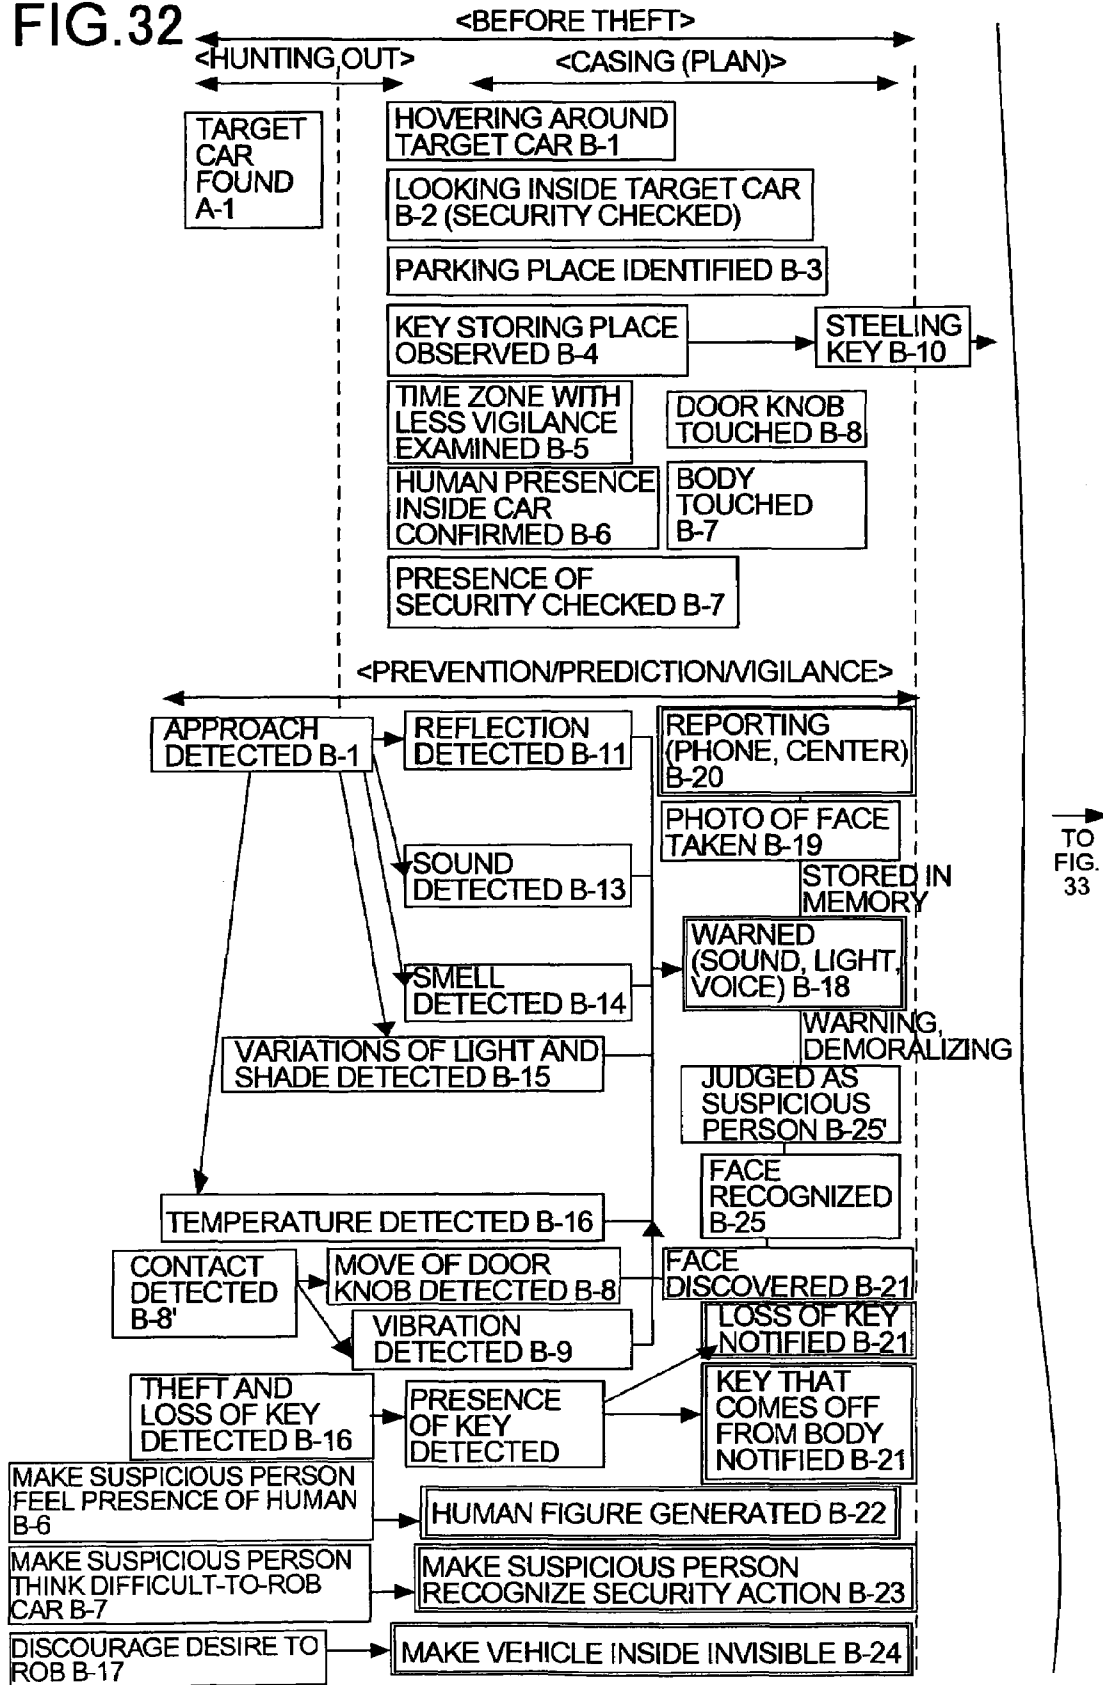 FIG.32
<BEFORE THEFT>
<HUNTING OUT>
<CASING (PLAN)>
TARGET
CAR
FOUND
A-1
HOVERING AROUND
TARGET CAR B-1
LOOKING INSIDE TARGET CAR
B-2 (SECURITY CHECKED)
PARKING PLACE IDENTIFIED B-3
KEY STORING PLACE
OBSERVED B-4
STEELING
KEY B-10
TIME ZONE WITH
LESS VIGILANCE
EXAMINED B-5
DOOR KNOB
TOUCHED B-8
HUMAN PRESENCE
INSIDE CAR
CONFIRMED B-6
BODY
TOUCHED
B-7
PRESENCE OF
SECURITY CHECKED B-7
<PREVENTION/PREDICTION/VIGILANCE>
APPROACH
DETECTED B-1
REFLECTION
DETECTED B-11
REPORTING
(PHONE, CENTER)
B-20
PHOTO OF FACE
TAKEN B-19
TO
FIG.
33
SOUND
DETECTED B-13
STORED IN
MEMORY
WARNED
(SOUND, LIGHT,
VOICE) B-18
SMELL
DETECTED B-14
WARNING,
DEMORALIZING
VARIATIONS OF LIGHT AND
SHADE DETECTED B-15
JUDGED AS
SUSPICIOUS
PERSON B-25'
FACE
RECOGNIZED
B-25
TEMPERATURE DETECTED B-16
CONTACT
DETECTED
B-8'
MOVE OF DOOR
KNOB DETECTED B-8
FACE
DISCOVERED B-21
VIBRATION
DETECTED B-9
LOSS OF KEY
NOTIFIED B-21
THEFT AND
LOSS OF KEY
DETECTED B-16
PRESENCE
OF KEY
DETECTED
KEY THAT
COMES OFF
FROM BODY
NOTIFIED B-21
MAKE SUSPICIOUS PERSON
FEEL PRESENCE OF HUMAN
B-6
HUMAN FIGURE GENERATED B-22
MAKE SUSPICIOUS PERSON
THINK DIFFICULT-TO-ROB
CAR B-7
MAKE SUSPICIOUS PERSON
RECOGNIZE SECURITY ACTION B-23
DISCOURAGE DESIRE TO
ROB B-17
MAKE VEHICLE INSIDE INVISIBLE B-24